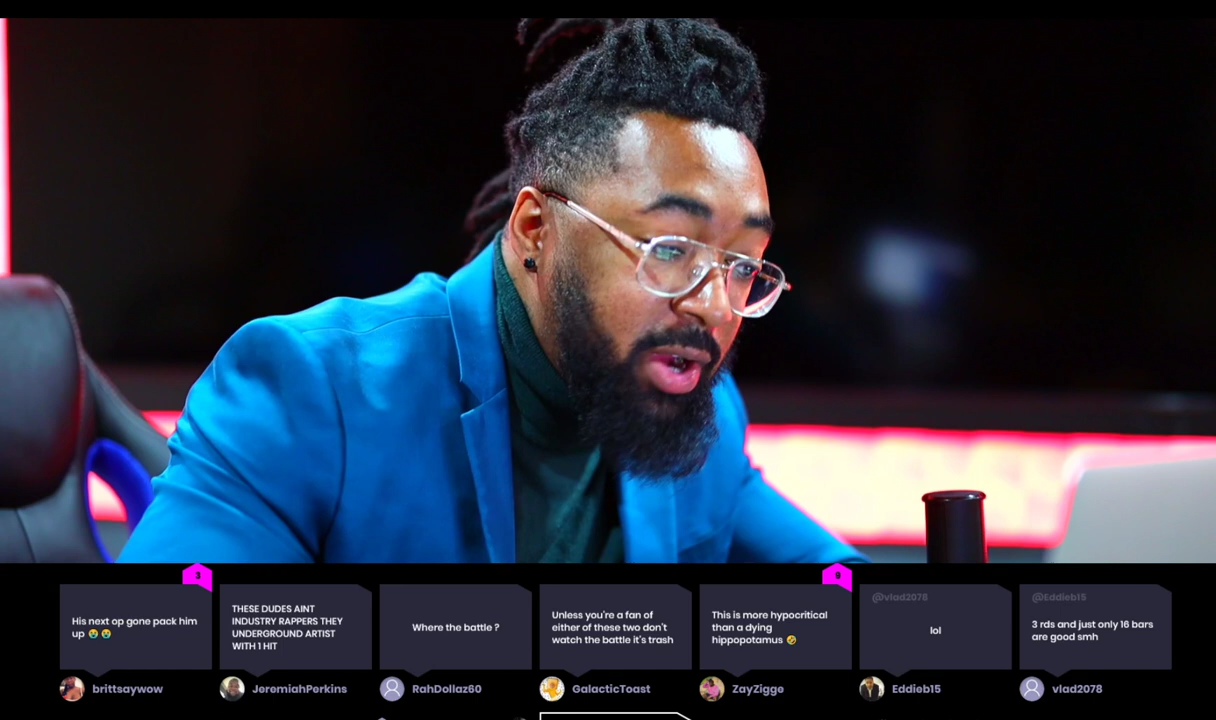 3
9
His next op gone pack him
up 😭 😭
brittsaywow
THESE DUDES AINT
INDUSTRY RAPPERS THEY
UNDERGROUND ARTIST
WITH 1 HIT
JeremiahPerkins
Where the battle ?
RahDollaz60
Unless you're a fan of
either of these two don't
watch the battle it's trash
GalacticToast
This is more hypocritical
than a dying
hippopotamus 🤣
ZayZigge
@vlad2078
lol
Eddieb15
@Eddieb15
3 rds and just only 16 bars
are good smh
vlad2078